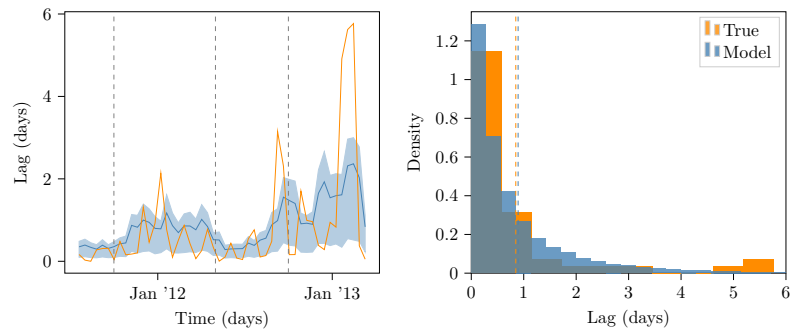 6
4
2
0
Lag (days)
Jan '12
Jan '13
Time (days)
1.2
1
0.8
0.6
0.4
0.2
0
Density
0
1
2
3
4
5
6
Lag (days)
True
Model